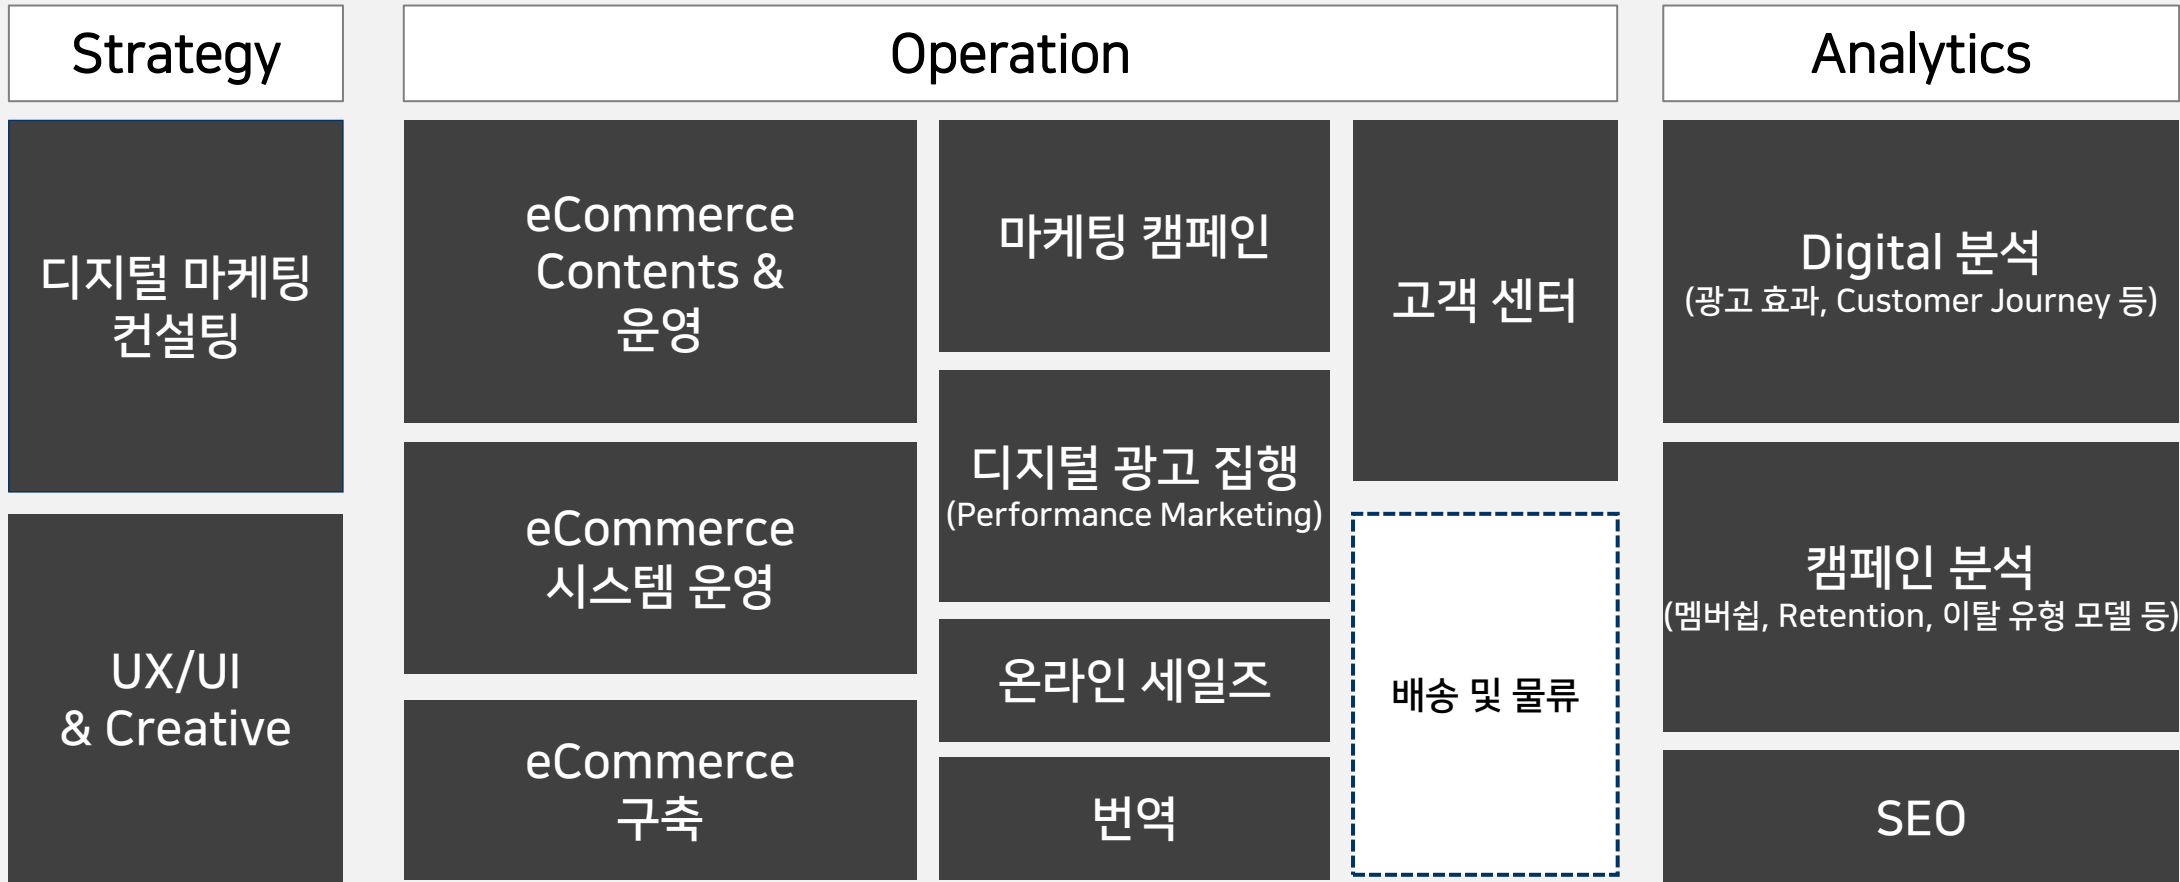 Strategy
Operation
Analytics
디지털 마케팅
컨설팅
UX/UI
& Creative
eCommerce
Contents &
운영
eCommerce
시스템 운영
eCommerce
구축
마케팅 캠페인
디지털 광고 집행
(Performance Marketing)
온라인 세일즈
번역
고객 센터
배송 및 물류
Digital 분석
(광고 효과, Customer Journey 등)
캠페인 분석
(멤버쉽, Retention, 이탈 유형 모델 등)
SEO